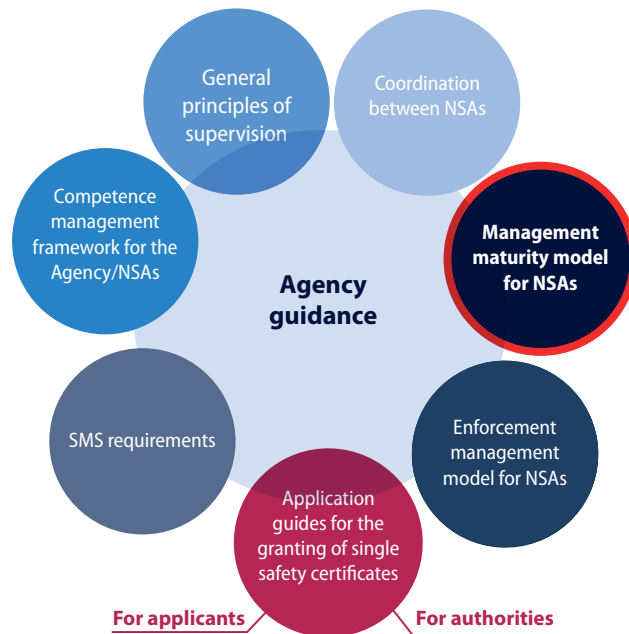 General
principles of
supervision
Coordination
between NSAs
Competence
management
framework for the
Agency/NSAs
Management
maturity model
for NSAs
Agency
guidance
SMS requirements
Enforcement
management
model for NSAs
Application
guides for the
granting of single
safety certificates
For applicants
For authorities